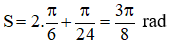 S = 2.π/6 + π/24 = 3π/8 rad